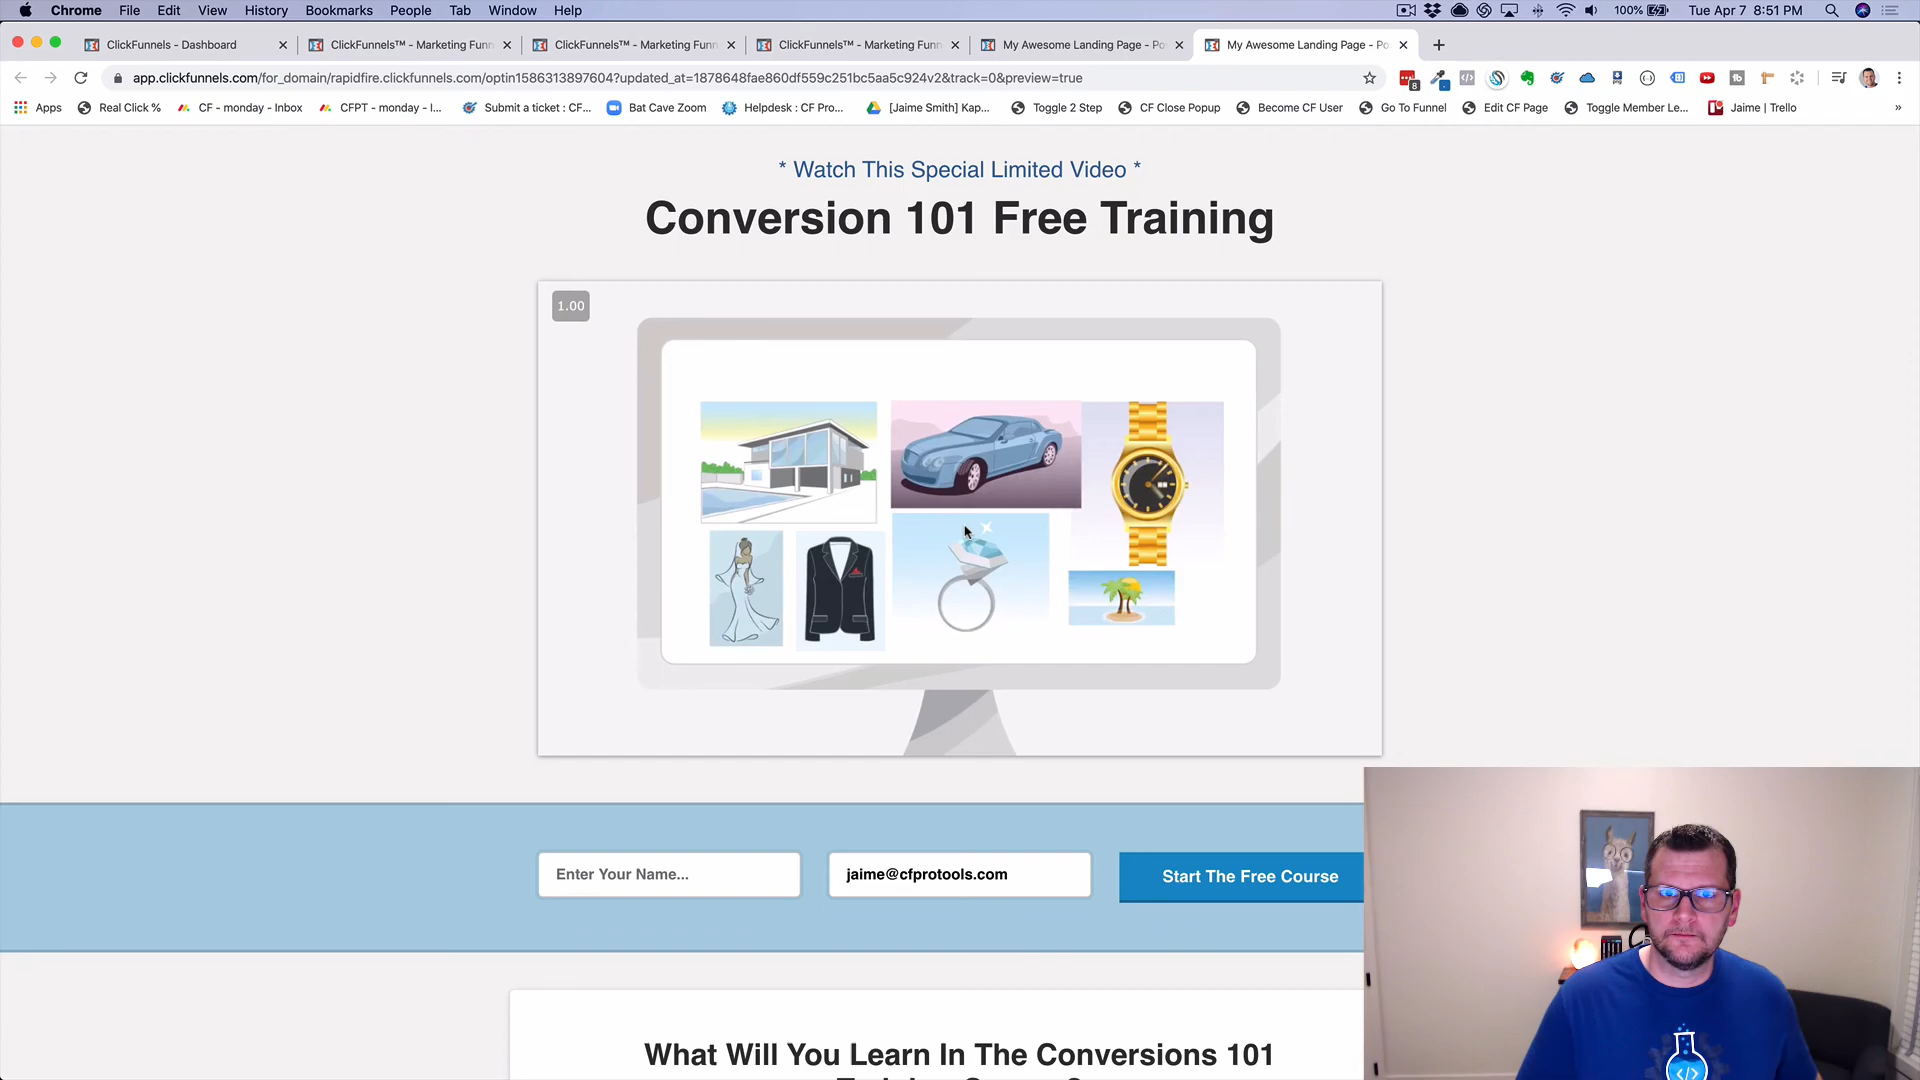 Chrome File Edit View History Bookmarks People Tab Window Help 100% Tue Apr 7 8:51 PM
ClickFunnels - Dashboard ClickFunnels™ - Marketing Funn ClickFunnels™ - Marketing Funn ClickFunnels™ - Marketing Funn My Awesome Landing Page - Po My Awesome Landing Page - Po
app.clickfunnels.com/for_domain/rapidfire.clickfunnels.com/optin1586313897604?updated_at=1878648fae860df559c251bc5aa5c924v2&track=0&preview=true 8
Apps Real Click % CF - monday - Inbox CFPT - monday - I... Submit a ticket : CF... Bat Cave Zoom Helpdesk : CF Pro... [Jaime Smith] Kap... Toggle 2 Step CF Close Popup Become CF User Go To Funnel Edit CF Page Toggle Member Le... Jaime | Trello »
* Watch This Special Limited Video *
Conversion 101 Free Training
1.00
Enter Your Name... jaime@cfprotools.com Start The Free Course
What Will You Learn In The Conversions 101